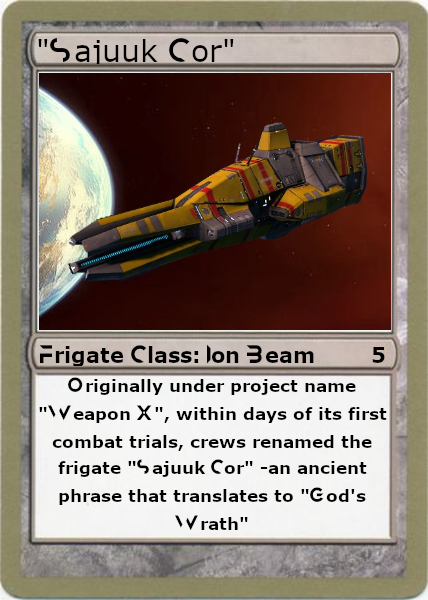 "Sajuuk Cor"
Frigate Class: Ion Beam 5
Originally under project name
"Weapon X", within days of its first
combat trials, crews renamed the
frigate "Sajuuk Cor" -an ancient
phrase that translates to "God's
Wrath"